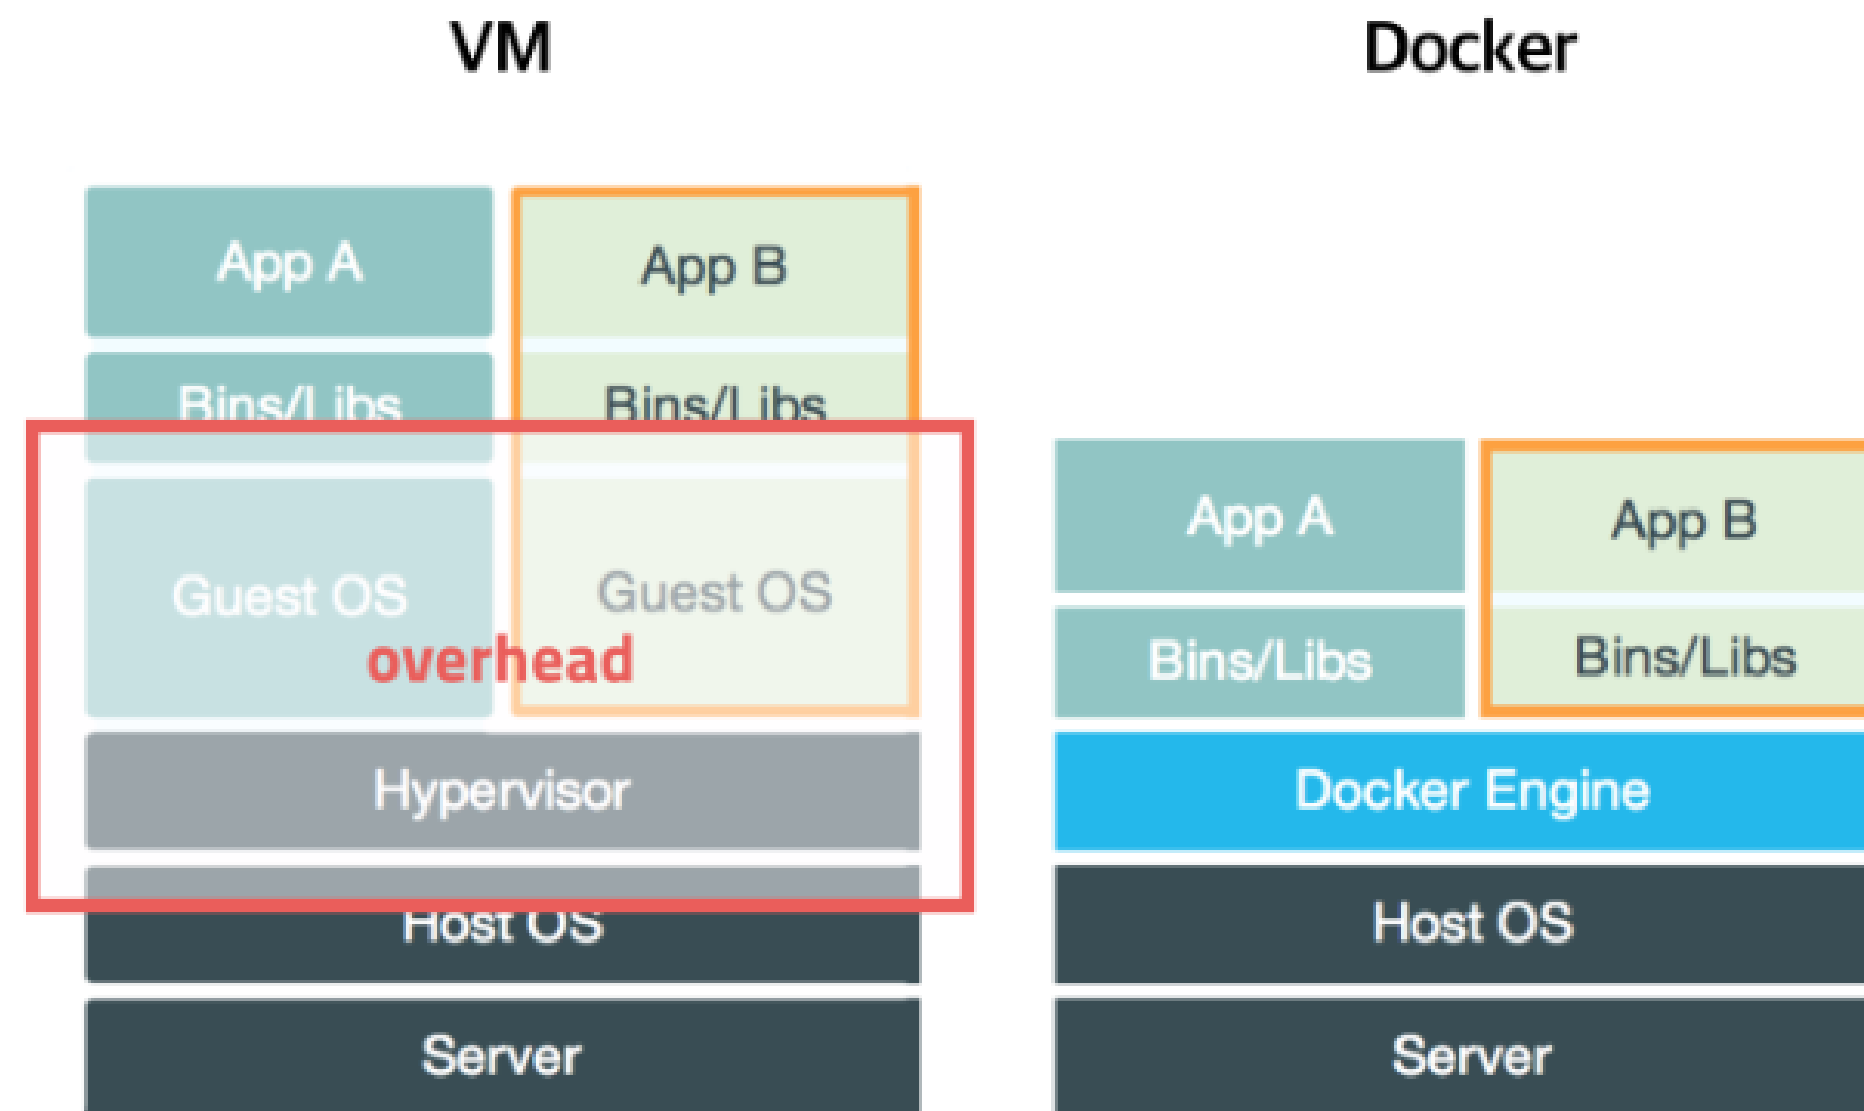 VM
App A
App B
Bins/Libs
Bins/Libs
Guest OS
Guest OS
overhead
Hypervisor
Host OS
Server
Docker
App A
App B
Bins/Libs
Bins/Libs
Docker Engine
Host OS
Server